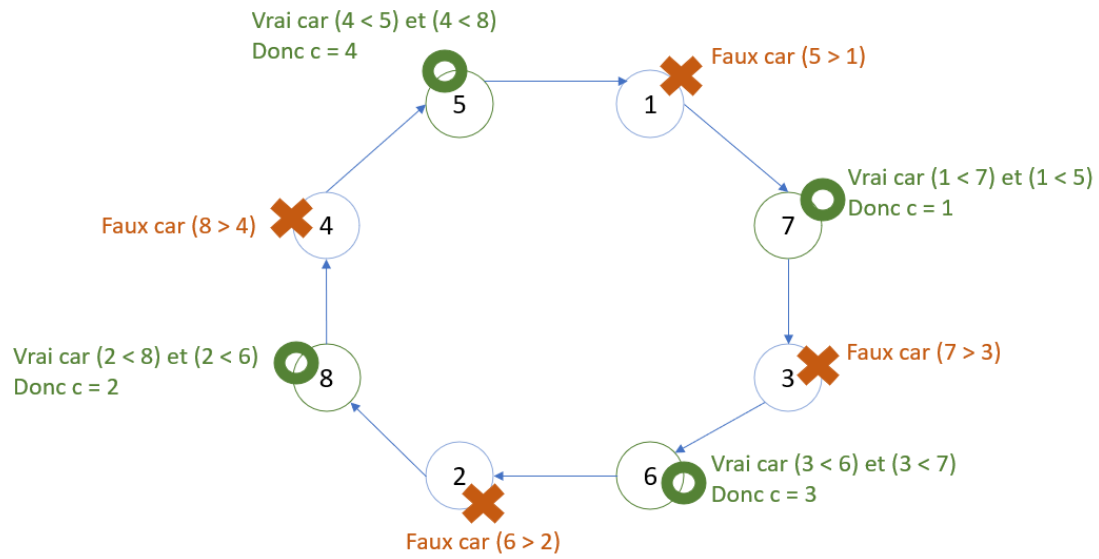 Vrai car (4 < 5) et (4 < 8)
Donc c = 4
5
1
Faux car (5 > 1)
Vrai car (1 < 7) et (1 < 5)
Donc c = 1
7
Faux car (8 > 4)
4
Vrai car (2 < 8) et (2 < 6)
Donc c = 2
8
3
Faux car (7 > 3)
2
6
Vrai car (3 < 6) et (3 < 7)
Donc c = 3
Faux car (6 > 2)